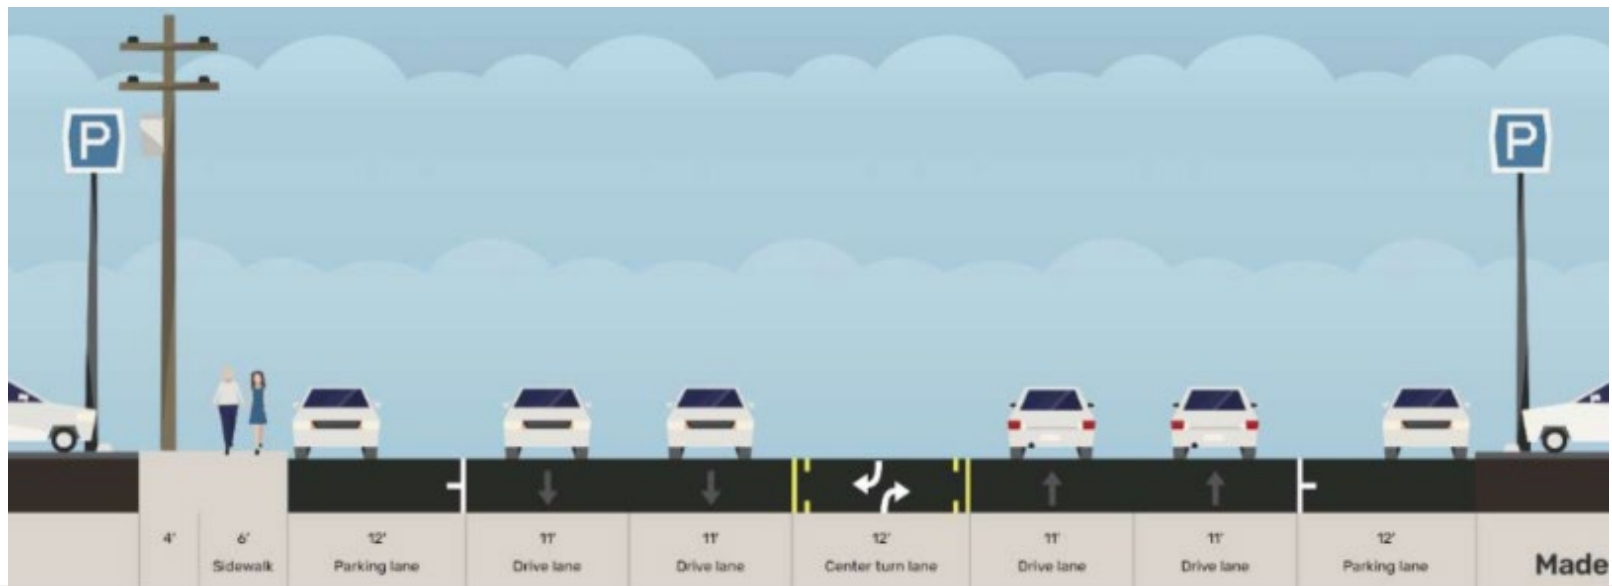 P
P
4' 6' 12' 11' 11' 12' 11' 11' 12'
Sidewalk Parking lane Drive lane Drive lane Center turn lane Drive lane Drive lane Parking lane
Made